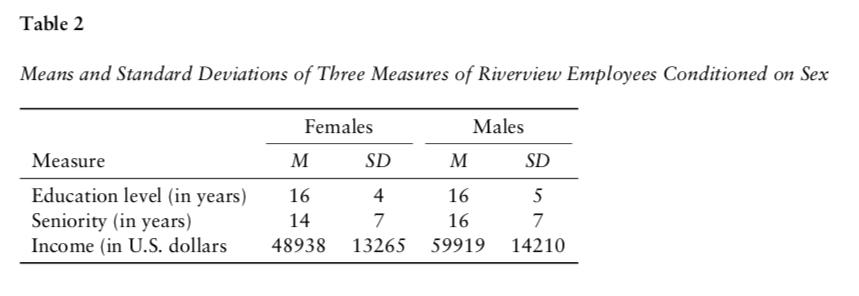 Table 2
Means and Standard Deviations of Three Measures of Riverview Employees Conditioned on Sex
Females Males
Measure M SD M SD
Education level (in years) 16 4 16 5
Seniority (in years) 14 7 16 7
Income (in U.S. dollars 48938 13265 59919 14210